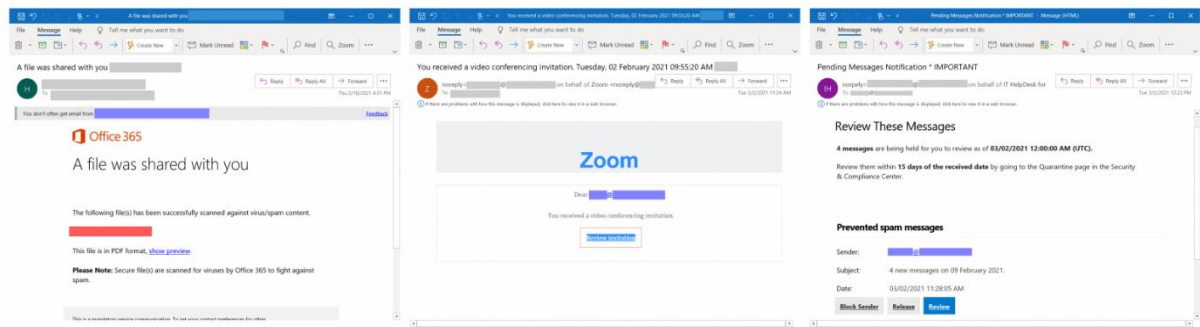 A file was shared with you
File Message Help Tell me what you want to do
Create New Mark Unread Find Zoom
A file was shared with you
H
To
Reply Reply All Forward
Thu 2/18/2021 4:31 PM
You don't often get email from Feedback
Office 365
A file was shared with you
The following file(s) has been successfully scanned against virus/spam content.
This file is in PDF format, show preview.
Please Note: Secure file(s) are scanned for viruses by Office 365 to fight against
spam.
This is a mandatory service communication. To set your contact preferences for other
You received a video conferencing invitation, Tuesday, 02 February 2021 09:55:20 AM
File Message Help Tell me what you want to do
Create New Mark Unread Find Zoom
You received a video conferencing invitation. Tuesday, 02 February 2021 09:55:20 AM
Z
noreply= @ on behalf of Zoom <noreply@
To
Reply Reply All Forward
Tue 3/2/2021 11:24 AM
If there are problems with how this message is displayed, click here to view it in a web browser.
Zoom
Dear @
You received a video conferencing invitation.
Review invitation
Pending Messages Notification * IMPORTANT - Message (HTML)
File Message Help Tell me what you want to do
Create New Mark Unread Find Zoom
Pending Messages Notification * IMPORTANT
IH
norply= @ on behalf of IT HelpDesk for
To @
Reply Reply All Forward
Tue 3/2/2021 12:23 PM
If there are problems with how this message is displayed, click here to view it in a web browser.
Review These Messages
4 messages are being held for you to review as of 03/02/2021 12:00:00 AM (UTC).
Review them within 15 days of the received date by going to the Quarantine page in the Security
& Compliance Center.
Prevented spam messages
Sender: @
Subject: 4 new messages on 09 February 2021.
Date: 03/02/2021 11:28:05 AM
Block Sender Release Review